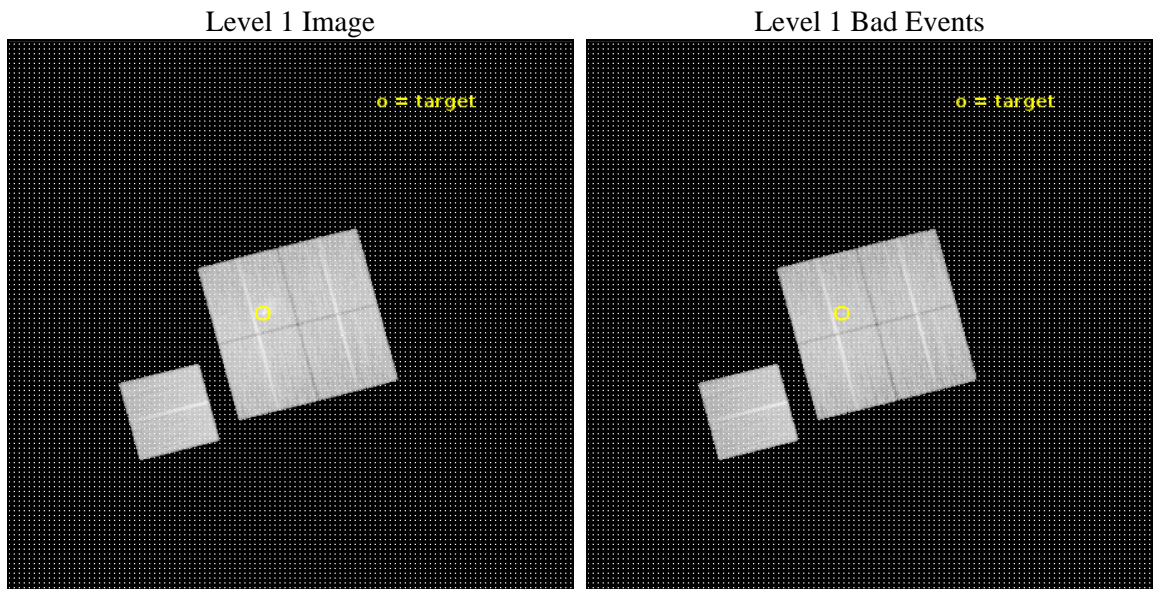 Level 1 Image
Level 1 Bad Events
o = target
o = target